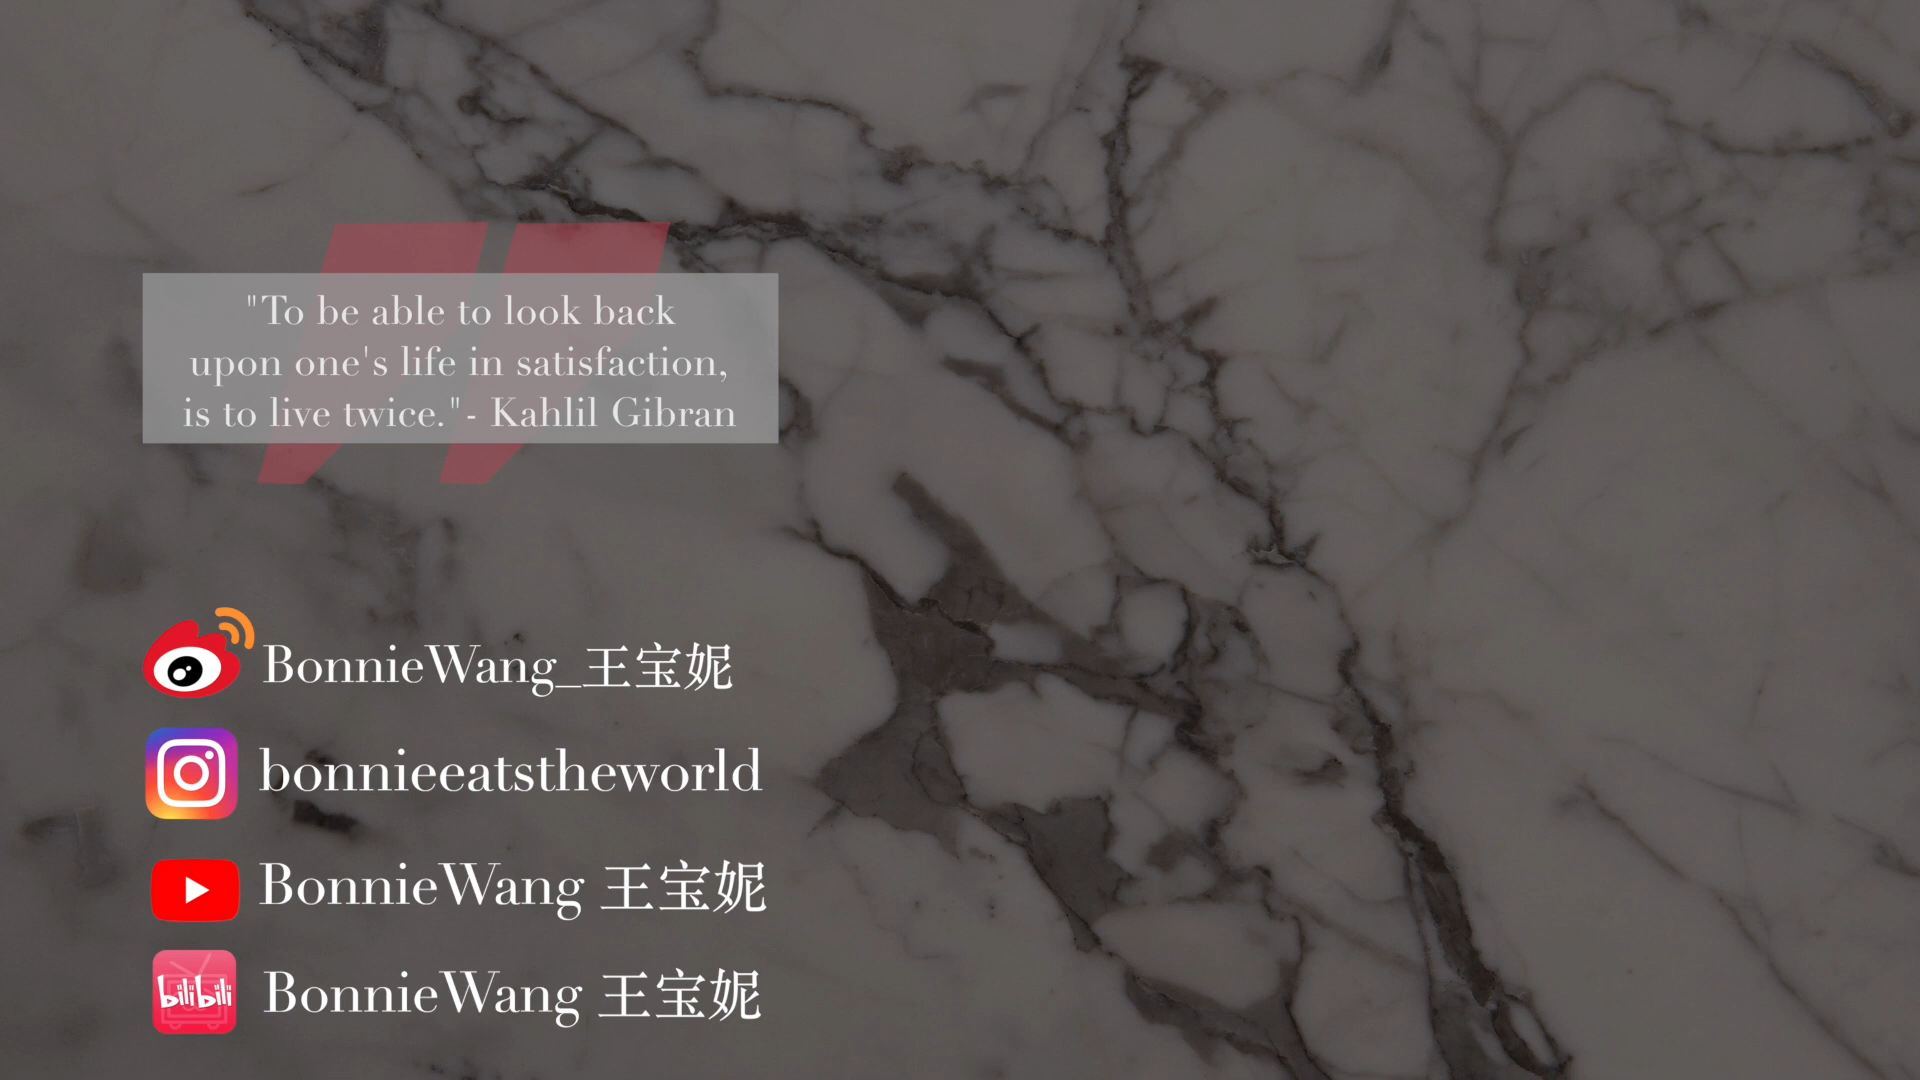 "To be able to look back
upon one's life in satisfaction,
is to live twice."- Kahlil Gibran
BonnieWang_王宝妮
bonnieeatstheworld
BonnieWang 王宝妮
bilibili
BonnieWang 王宝妮